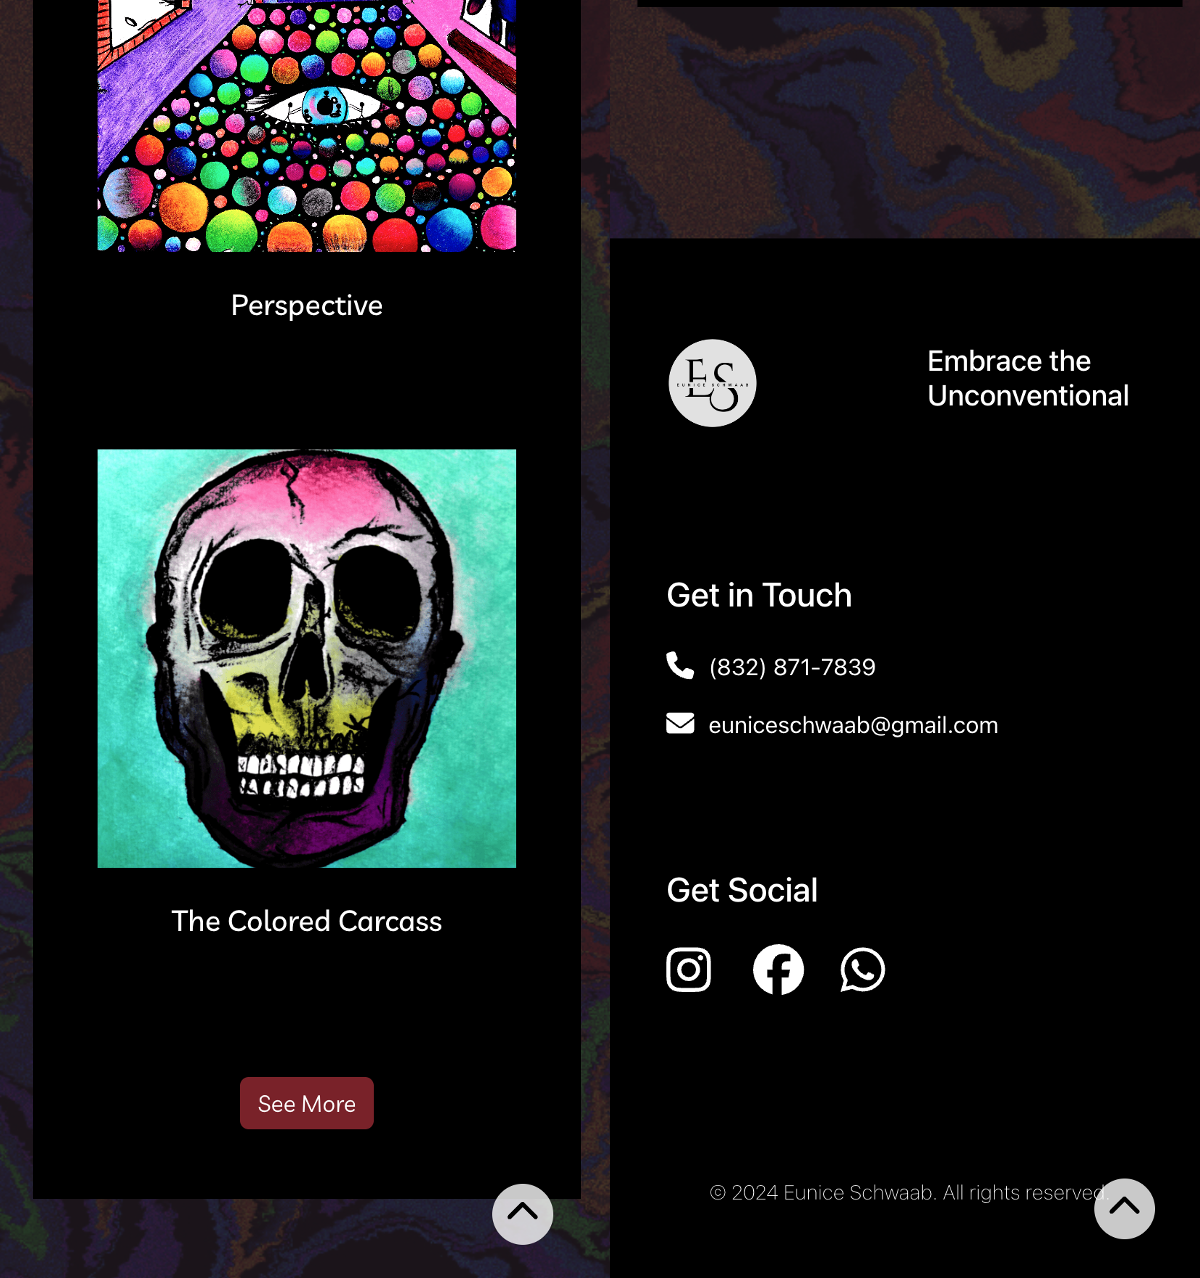 Perspective
The Colored Carcass
See More
ES
EUNICE SCHWAAB
Embrace the
Unconventional
Get in Touch
(832) 871-7839
euniceschwaab@gmail.com
Get Social
© 2024 Eunice Schwaab. All rights reserved.